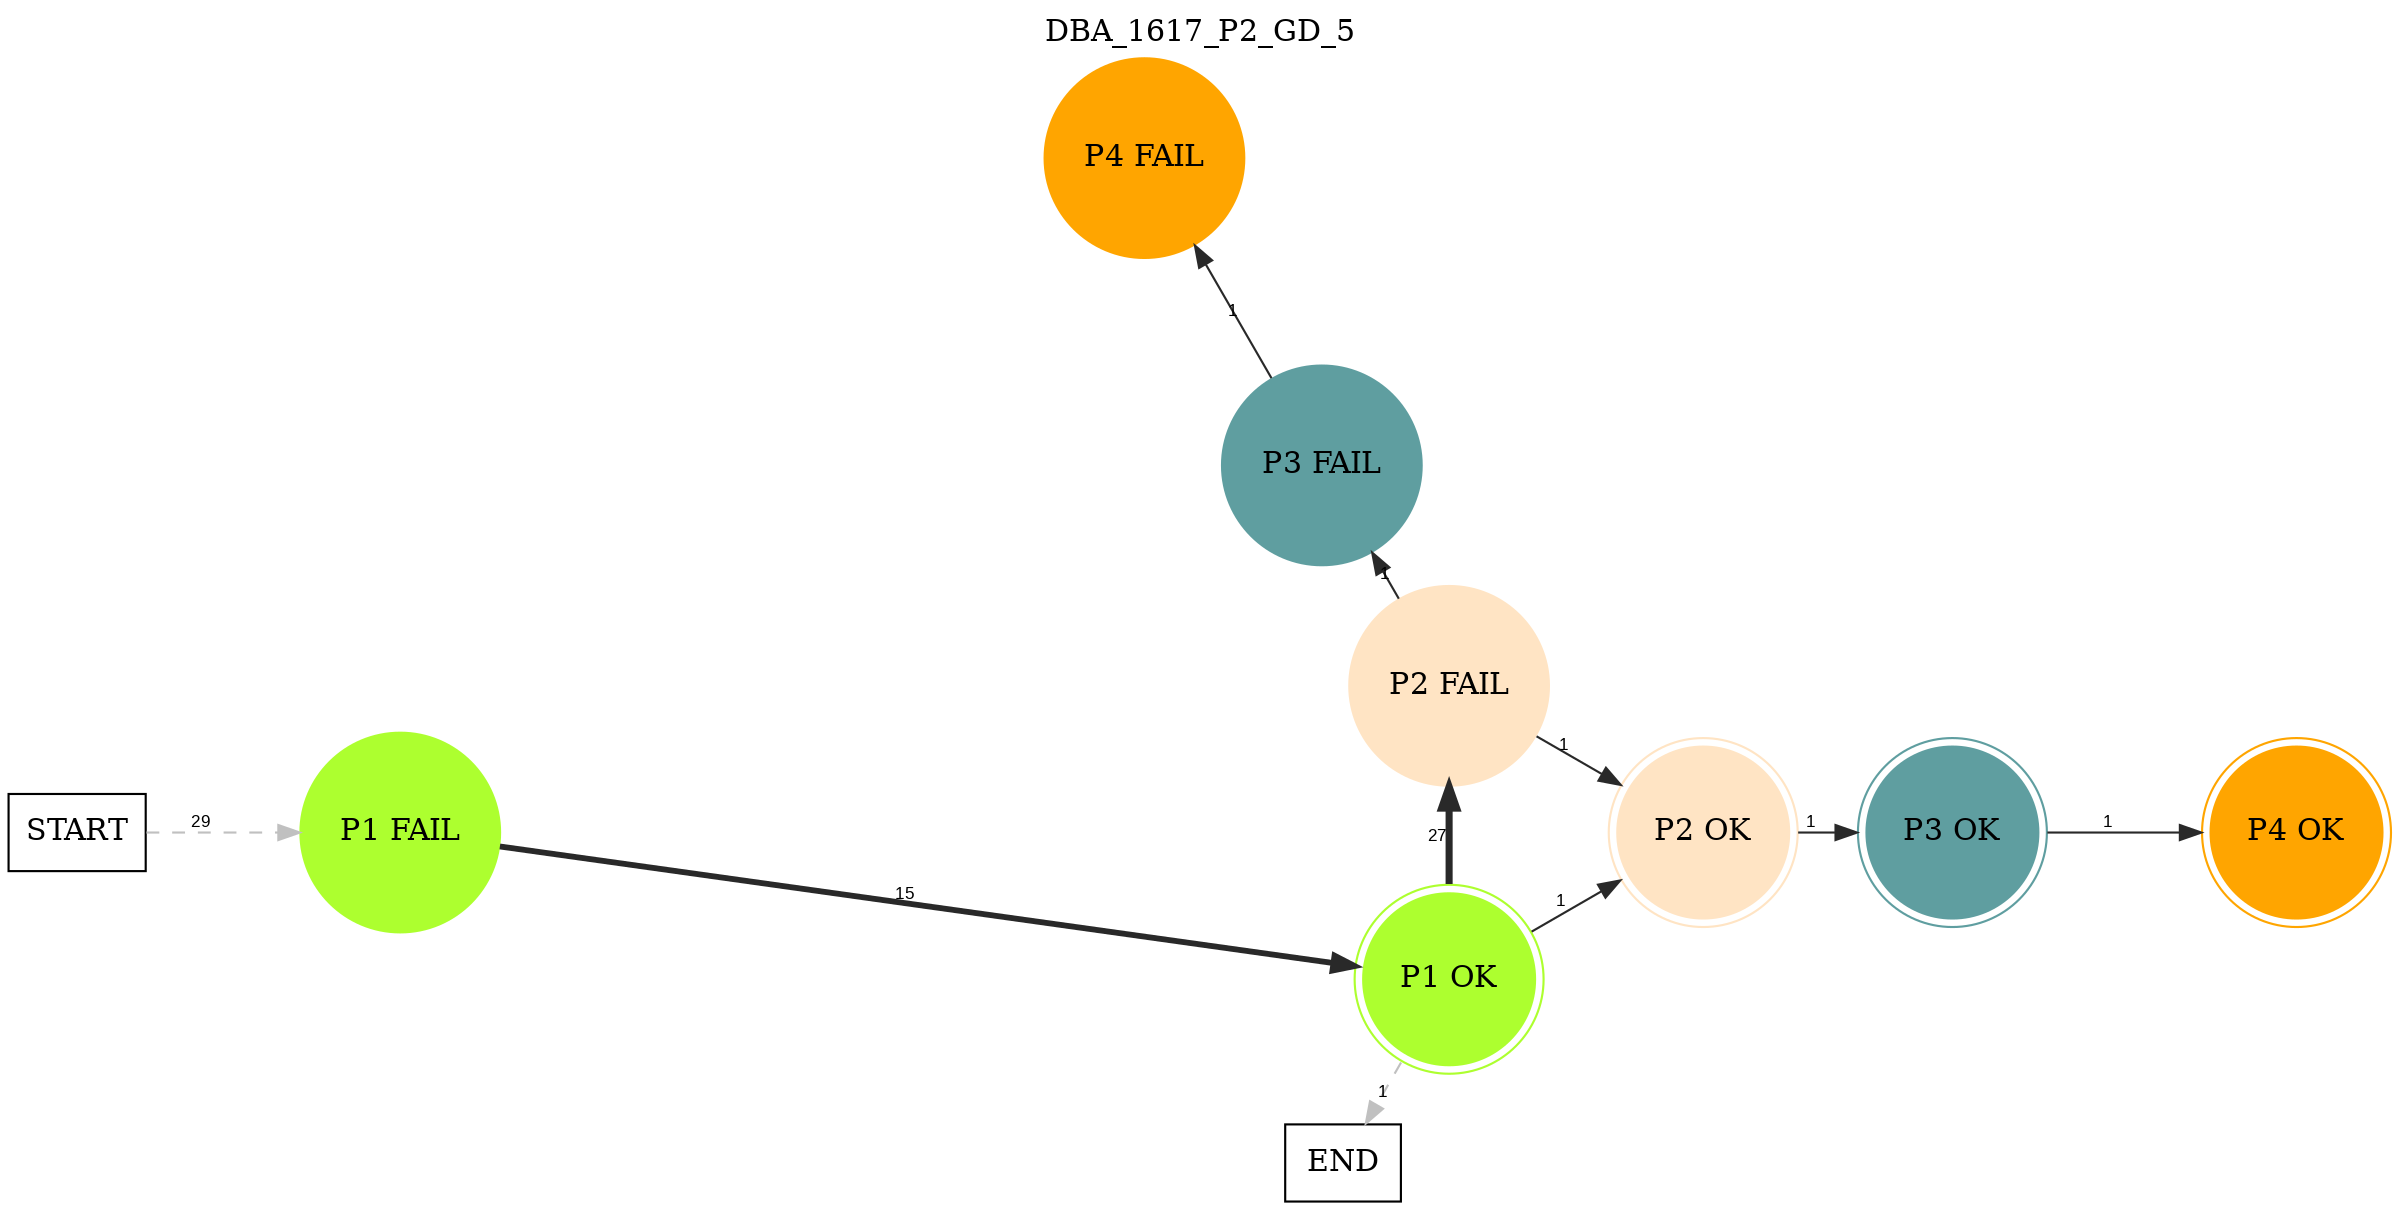 DBA_1617_P2_GD_5
P4 FAIL
1
P3 FAIL
1
P2 FAIL
1
START
29
P1 FAIL
27
P2 OK
1
P3 OK
1
P4 OK
15
1
P1 OK
1
END